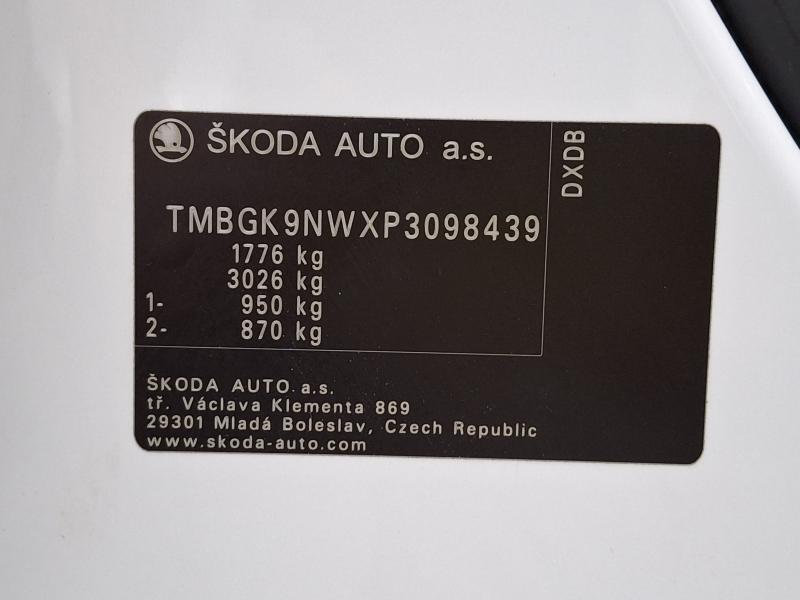 ŠKODA AUTO a.s.
DXDB
TMBGK9NWXP3098439
1776 kg
3026 kg
1- 950 kg
2- 870 kg
ŠKODA AUTO a.s.
tř. Václava Klementa 869
29301 Mladá Boleslav, Czech Republic
www.skoda-auto.com